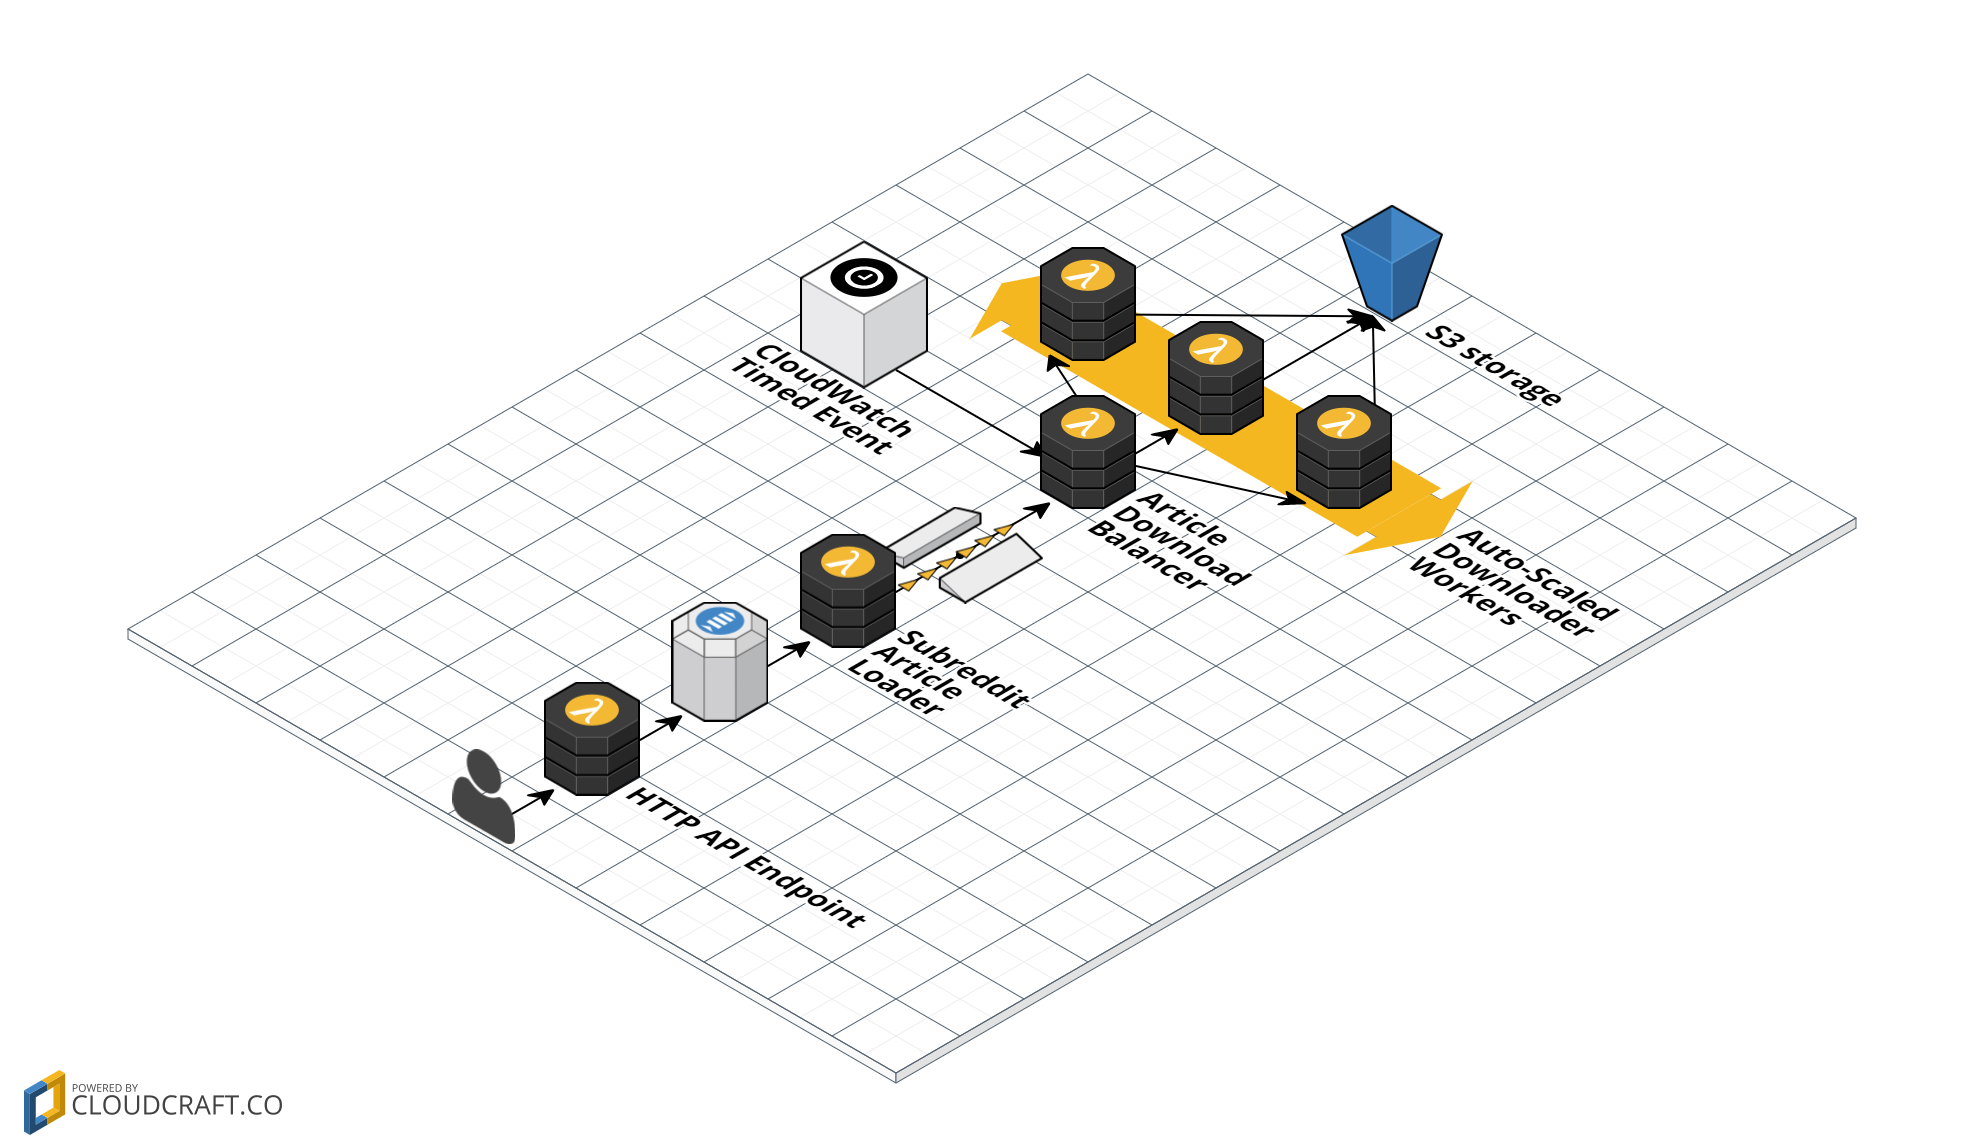 CloudWatch
Timed Event
S3 storage
Article
Download
Balancer
Auto-Scaled
Downloader
Workers
Subreddit
Article
Loader
HTTP API Endpoint
POWERED BY
CLOUDCRAFT.CO